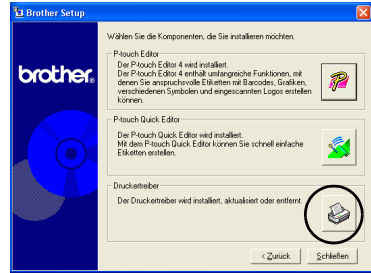 Brother Setup
Wählen Sie die Komponenten, die Sie installieren möchten.
P-touch Editor
Der P-touch Editor 4 wird installiert.
Der P-touch Editor 4 enthält umfangreiche Funktionen, mit
denen Sie anspruchsvolle Etiketten mit Barcodes, Grafiken,
verschiedenen Symbolen und eingescannten Logos erstellen
können.
brother.
P-touch Quick Editor
Der P-touch Quick Editor wird installiert.
Mit dem P-touch Quick Editor können Sie schnell einfache
Etiketten erstellen.
Druckertreiber
Der Druckertreiber wird installiert, aktualisiert oder entfernt.
< Zurück
Schließen